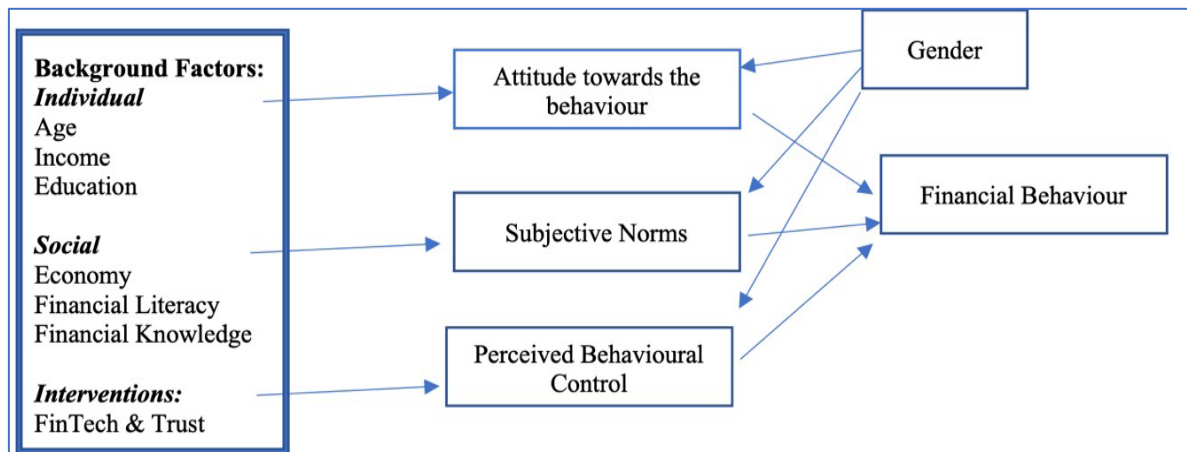 Background Factors:
Individual
Age
Income
Education
Social
Economy
Financial Literacy
Financial Knowledge
Interventions:
FinTech & Trust
Attitude towards the
behaviour
Subjective Norms
Perceived Behavioural
Control
Gender
Financial Behaviour